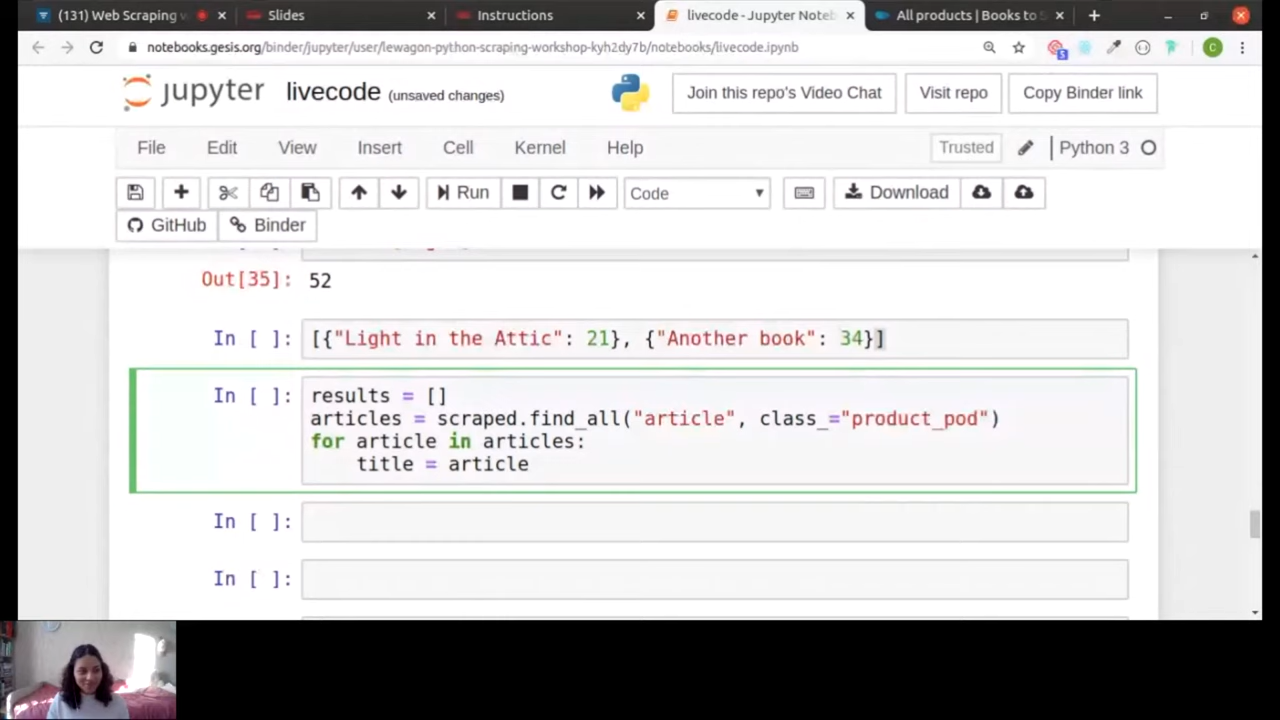 (131) Web Scraping
Slides
Instructions
livecode - Jupyter Noteb
All products | Books to S
notebooks.gesis.org/binder/jupyter/user/lewagon-python-scraping-workshop-kyh2dy7b/notebooks/livecode.ipynb
5
C
jupyter livecode (unsaved changes)
Join this repo's Video Chat
Visit repo
Copy Binder link
File Edit View Insert Cell Kernel Help
Trusted
Python 3
Run
Code
Download
GitHub
Binder
Out[35]: 52
In [ ]: [{"Light in the Attic": 21}, {"Another book": 34}]
In [ ]: results = []
articles = scraped.find_all("article", class_="product_pod")
for article in articles:
    title = article
In [ ]:
In [ ]: